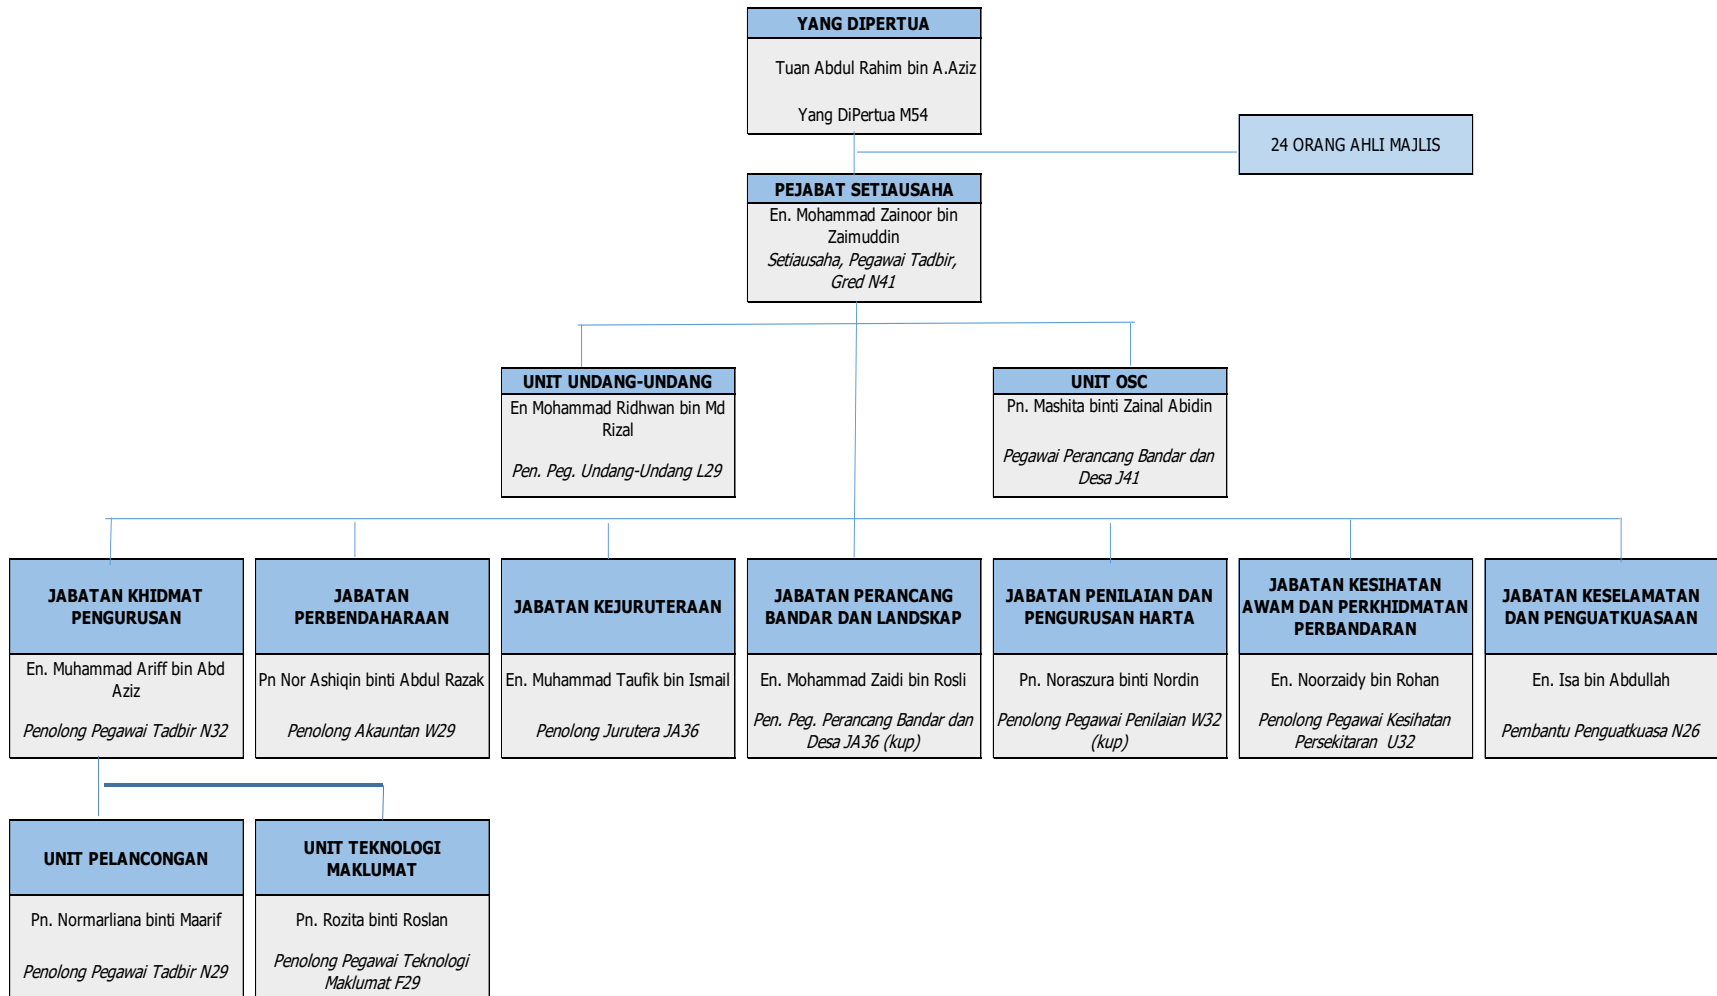 YANG DIPERTUA
Tuan Abdul Rahim bin A.Aziz
Yang DiPertua M54
24 ORANG AHLI MAJLIS
PEJABAT SETIAUSAHA
En. Mohammad Zainoor bin
Zaimuddin
Setiausaha, Pegawai Tadbir,
Gred N41
UNIT UNDANG-UNDANG
En Mohammad Ridhwan bin Md
Rizal
Pen. Peg. Undang-Undang L29
UNIT OSC
Pn. Mashita binti Zainal Abidin
Pegawai Perancang Bandar dan
Desa J41
JABATAN KHIDMAT
PENGURUSAN
En. Muhammad Ariff bin Abd
Aziz
Penolong Pegawai Tadbir N32
JABATAN
PERBENDAHARAAN
Pn Nor Ashiqin binti Abdul Razak
Penolong Akauntan W29
JABATAN KEJURUTERAAN
En. Muhammad Taufik bin Ismail
Penolong Jurutera JA36
JABATAN PERANCANG
BANDAR DAN LANDSKAP
En. Mohammad Zaidi bin Rosli
Pen. Peg. Perancang Bandar dan
Desa JA36 (kup)
JABATAN PENILAIAN DAN
PENGURUSAN HARTA
Pn. Noraszura binti Nordin
Penolong Pegawai Penilaian W32
(kup)
JABATAN KESIHATAN
AWAM DAN PERKHIDMATAN
PERBANDARAN
En. Noorzaidy bin Rohan
Penolong Pegawai Kesihatan
Persekitaran U32
JABATAN KESELAMATAN
DAN PENGUATKUASAAN
En. Isa bin Abdullah
Pembantu Penguatkuasa N26
UNIT PELANCONGAN
Pn. Normarliana binti Maarif
Penolong Pegawai Tadbir N29
UNIT TEKNOLOGI
MAKLUMAT
Pn. Rozita binti Roslan
Penolong Pegawai Teknologi
Maklumat F29